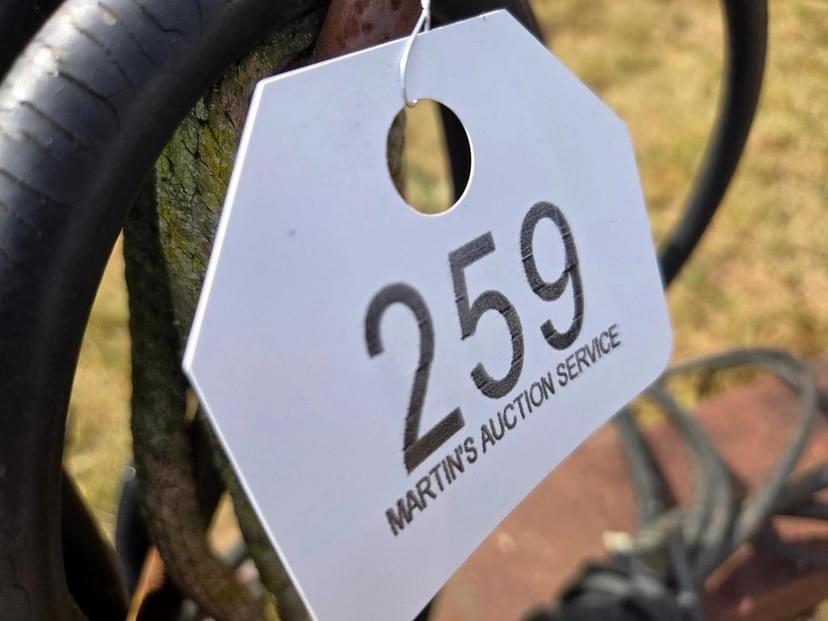 259
MARTIN'S AUCTION SERVICE